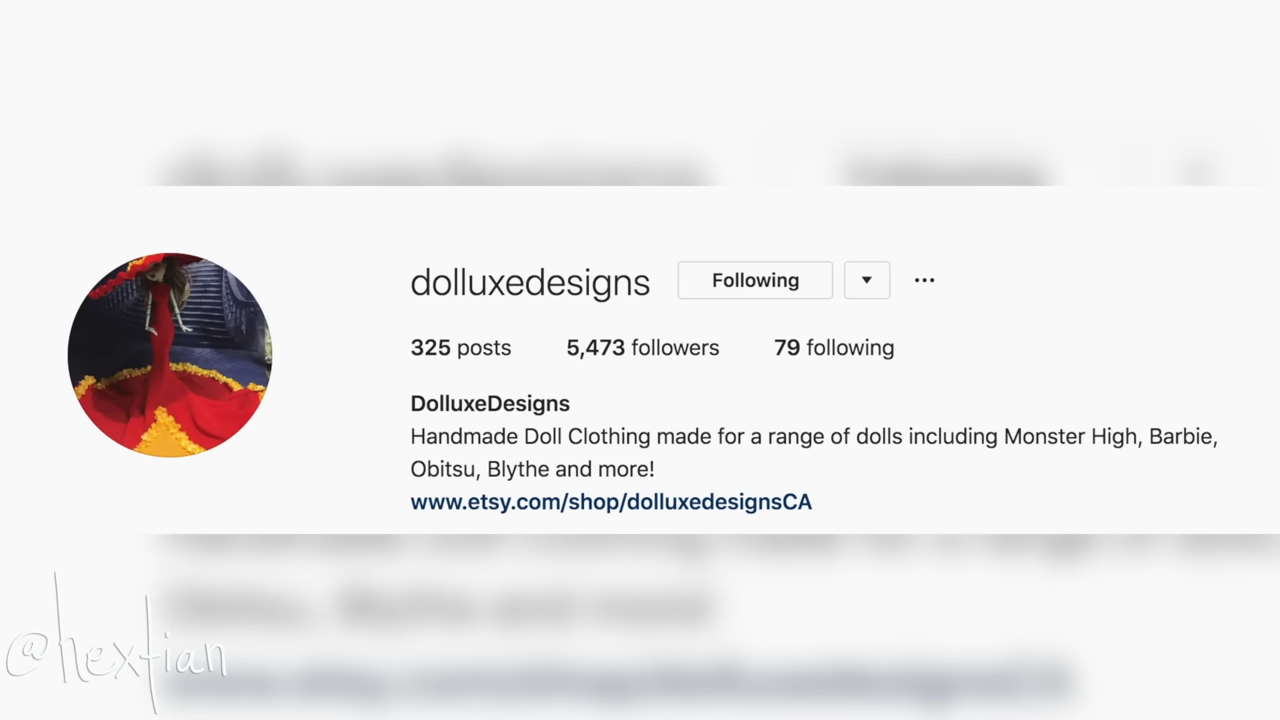 dolluxedesigns Following
325 posts 5,473 followers 79 following
DolluxeDesigns
Handmade Doll Clothing made for a range of dolls including Monster High, Barbie,
Obitsu, Blythe and more!
www.etsy.com/shop/dolluxedesignsCA
@hextian